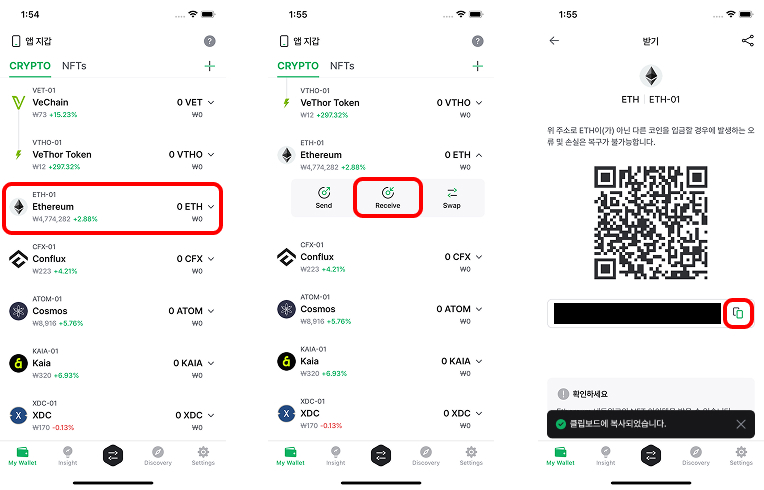 1:54
앱 지갑
?
CRYPTO NFTs
VET-01
VeChain 0 VET
₩73 +15.23% ₩0
VTHO-01
VeThor Token 0 VTHO
₩12 +297.32% ₩0
ETH-01
Ethereum 0 ETH
₩4,774,282 +2.88% ₩0
CFX-01
Conflux 0 CFX
₩223 +4.21% ₩0
ATOM-01
Cosmos 0 ATOM
₩8,916 +5.76% ₩0
KAIA-01
Kaia 0 KAIA
₩320 +6.93% ₩0
XDC-01
XDC 0 XDC
₩170 -0.13% ₩0
My Wallet Insight Discovery Settings
1:55
앱 지갑
?
CRYPTO NFTs
VTHO-01
VeThor Token 0 VTHO
₩12 +297.32% ₩0
ETH-01
Ethereum 0 ETH
₩4,774,282 +2.88% ₩0
Send Receive Swap
CFX-01
Conflux 0 CFX
₩223 +4.21% ₩0
ATOM-01
Cosmos 0 ATOM
₩8,916 +5.76% ₩0
KAIA-01
Kaia 0 KAIA
₩320 +6.93% ₩0
XDC-01
XDC 0 XDC
₩170 -0.13% ₩0
My Wallet Insight Discovery Settings
1:55
받기
ETH ETH-01
위 주소로 ETH이(가) 아닌 다른 코인을 입금할 경우에 발생하는 오
류 및 손실은 복구가 불가능합니다.
확인하세요
클립보드에 복사되었습니다.
My Wallet Insight Discovery Settings